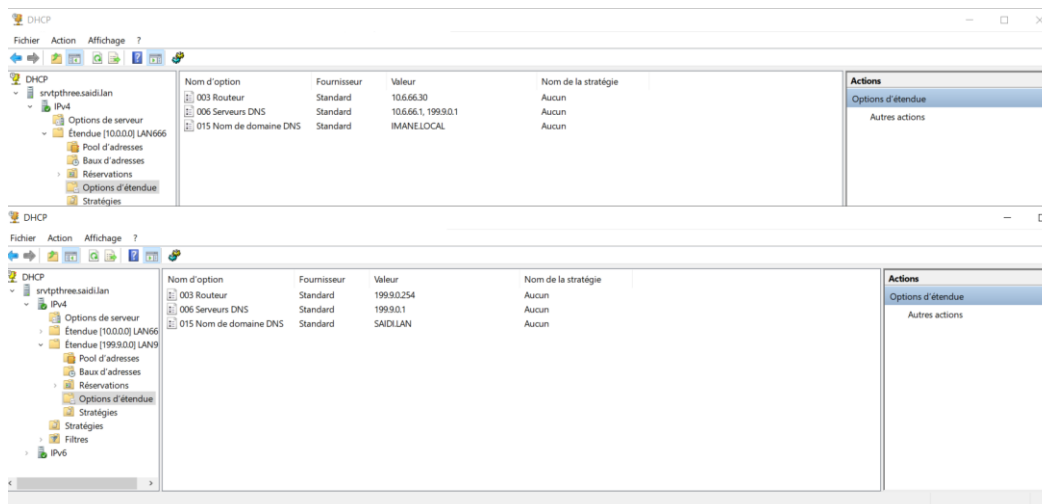 DHCP
Fichier Action Affichage ?
DHCP
srvtpthree.saidi.lan
IPv4
Options de serveur
Étendue [10.0.0.0] LAN666
Pool d'adresses
Baux d'adresses
Réservations
Options d'étendue
Stratégies
Nom d'option Fournisseur Valeur Nom de la stratégie
003 Routeur Standard 10.6.66.30 Aucun
006 Serveurs DNS Standard 10.6.66.1, 199.9.0.1 Aucun
015 Nom de domaine DNS Standard IMANE.LOCAL Aucun
Actions
Options d'étendue
Autres actions
DHCP
Fichier Action Affichage ?
DHCP
srvtpthree.saidi.lan
IPv4
Options de serveur
Étendue [10.0.0.0] LAN66
Étendue [199.9.0.0] LAN9
Pool d'adresses
Baux d'adresses
Réservations
Options d'étendue
Stratégies
Stratégies
Filtres
IPv6
Nom d'option Fournisseur Valeur Nom de la stratégie
003 Routeur Standard 199.9.0.254 Aucun
006 Serveurs DNS Standard 199.9.0.1 Aucun
015 Nom de domaine DNS Standard SAIDI.LAN Aucun
Actions
Options d'étendue
Autres actions